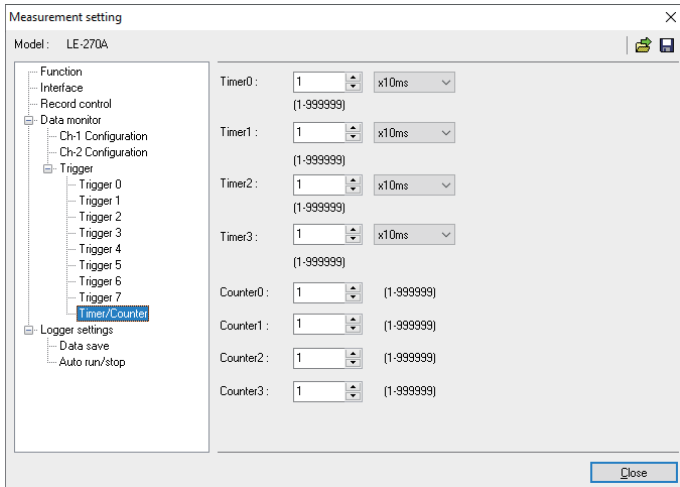 Measurement setting
Model : LE-270A
Function
Interface
Record control
Data monitor
Ch-1 Configuration
Ch-2 Configuration
Trigger
Trigger 0
Trigger 1
Trigger 2
Trigger 3
Trigger 4
Trigger 5
Trigger 6
Trigger 7
Timer/Counter
Logger settings
Data save
Auto run/stop
Timer0 : 1 x10ms
(1-999999)
Timer1 : 1 x10ms
(1-999999)
Timer2 : 1 x10ms
(1-999999)
Timer3 : 1 x10ms
(1-999999)
Counter0 : 1 (1-999999)
Counter1 : 1 (1-999999)
Counter2 : 1 (1-999999)
Counter3 : 1 (1-999999)
Close